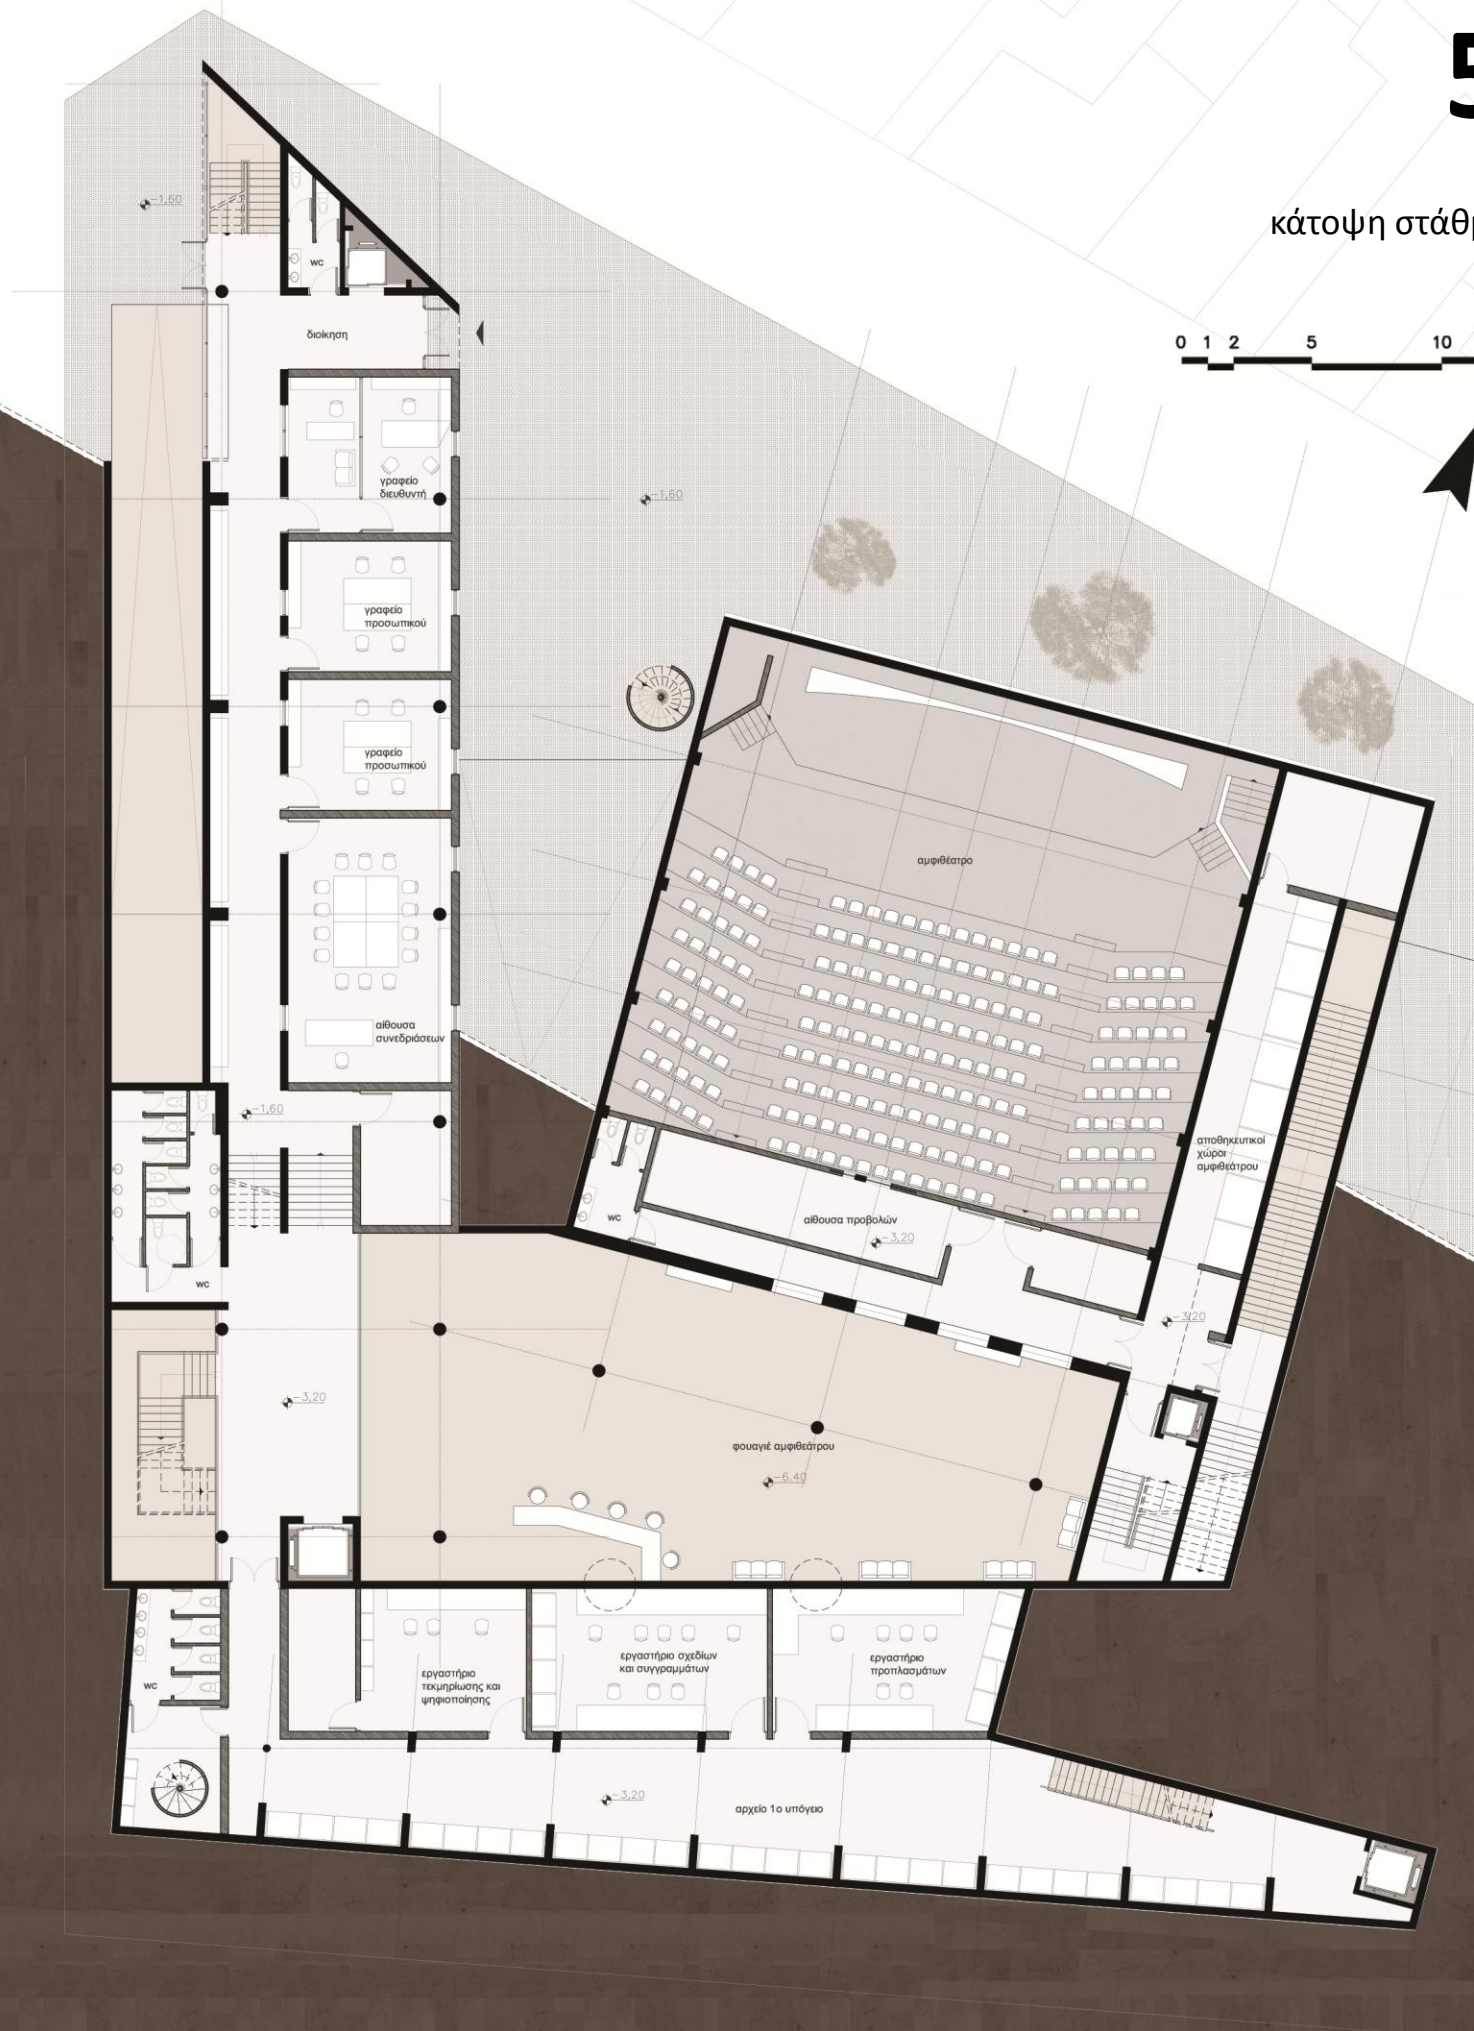 5
κάτοψη στάθμ
0 1 2 5 10
-1,60
wc
διοίκηση
γραφείο
διευθυντή
-1,60
γραφείο
προσωπικού
γραφείο
προσωπικού
αμφιθέατρο
αίθουσα
συνεδριάσεων
-1,60
αποθηκευτικοί
χώροι
αμφιθεάτρου
wc
αίθουσα προβολών
-3,20
wc
-3,20
-3,20
φουαγιέ αμφιθεάτρου
-6,40
εργαστήριο
τεκμηρίωσης και
ψηφιοποίησης
εργαστήριο σχεδίων
και συγγραμμάτων
εργαστήριο
προπλασμάτων
wc
-3,20
αρχείο 1ο υπόγειο